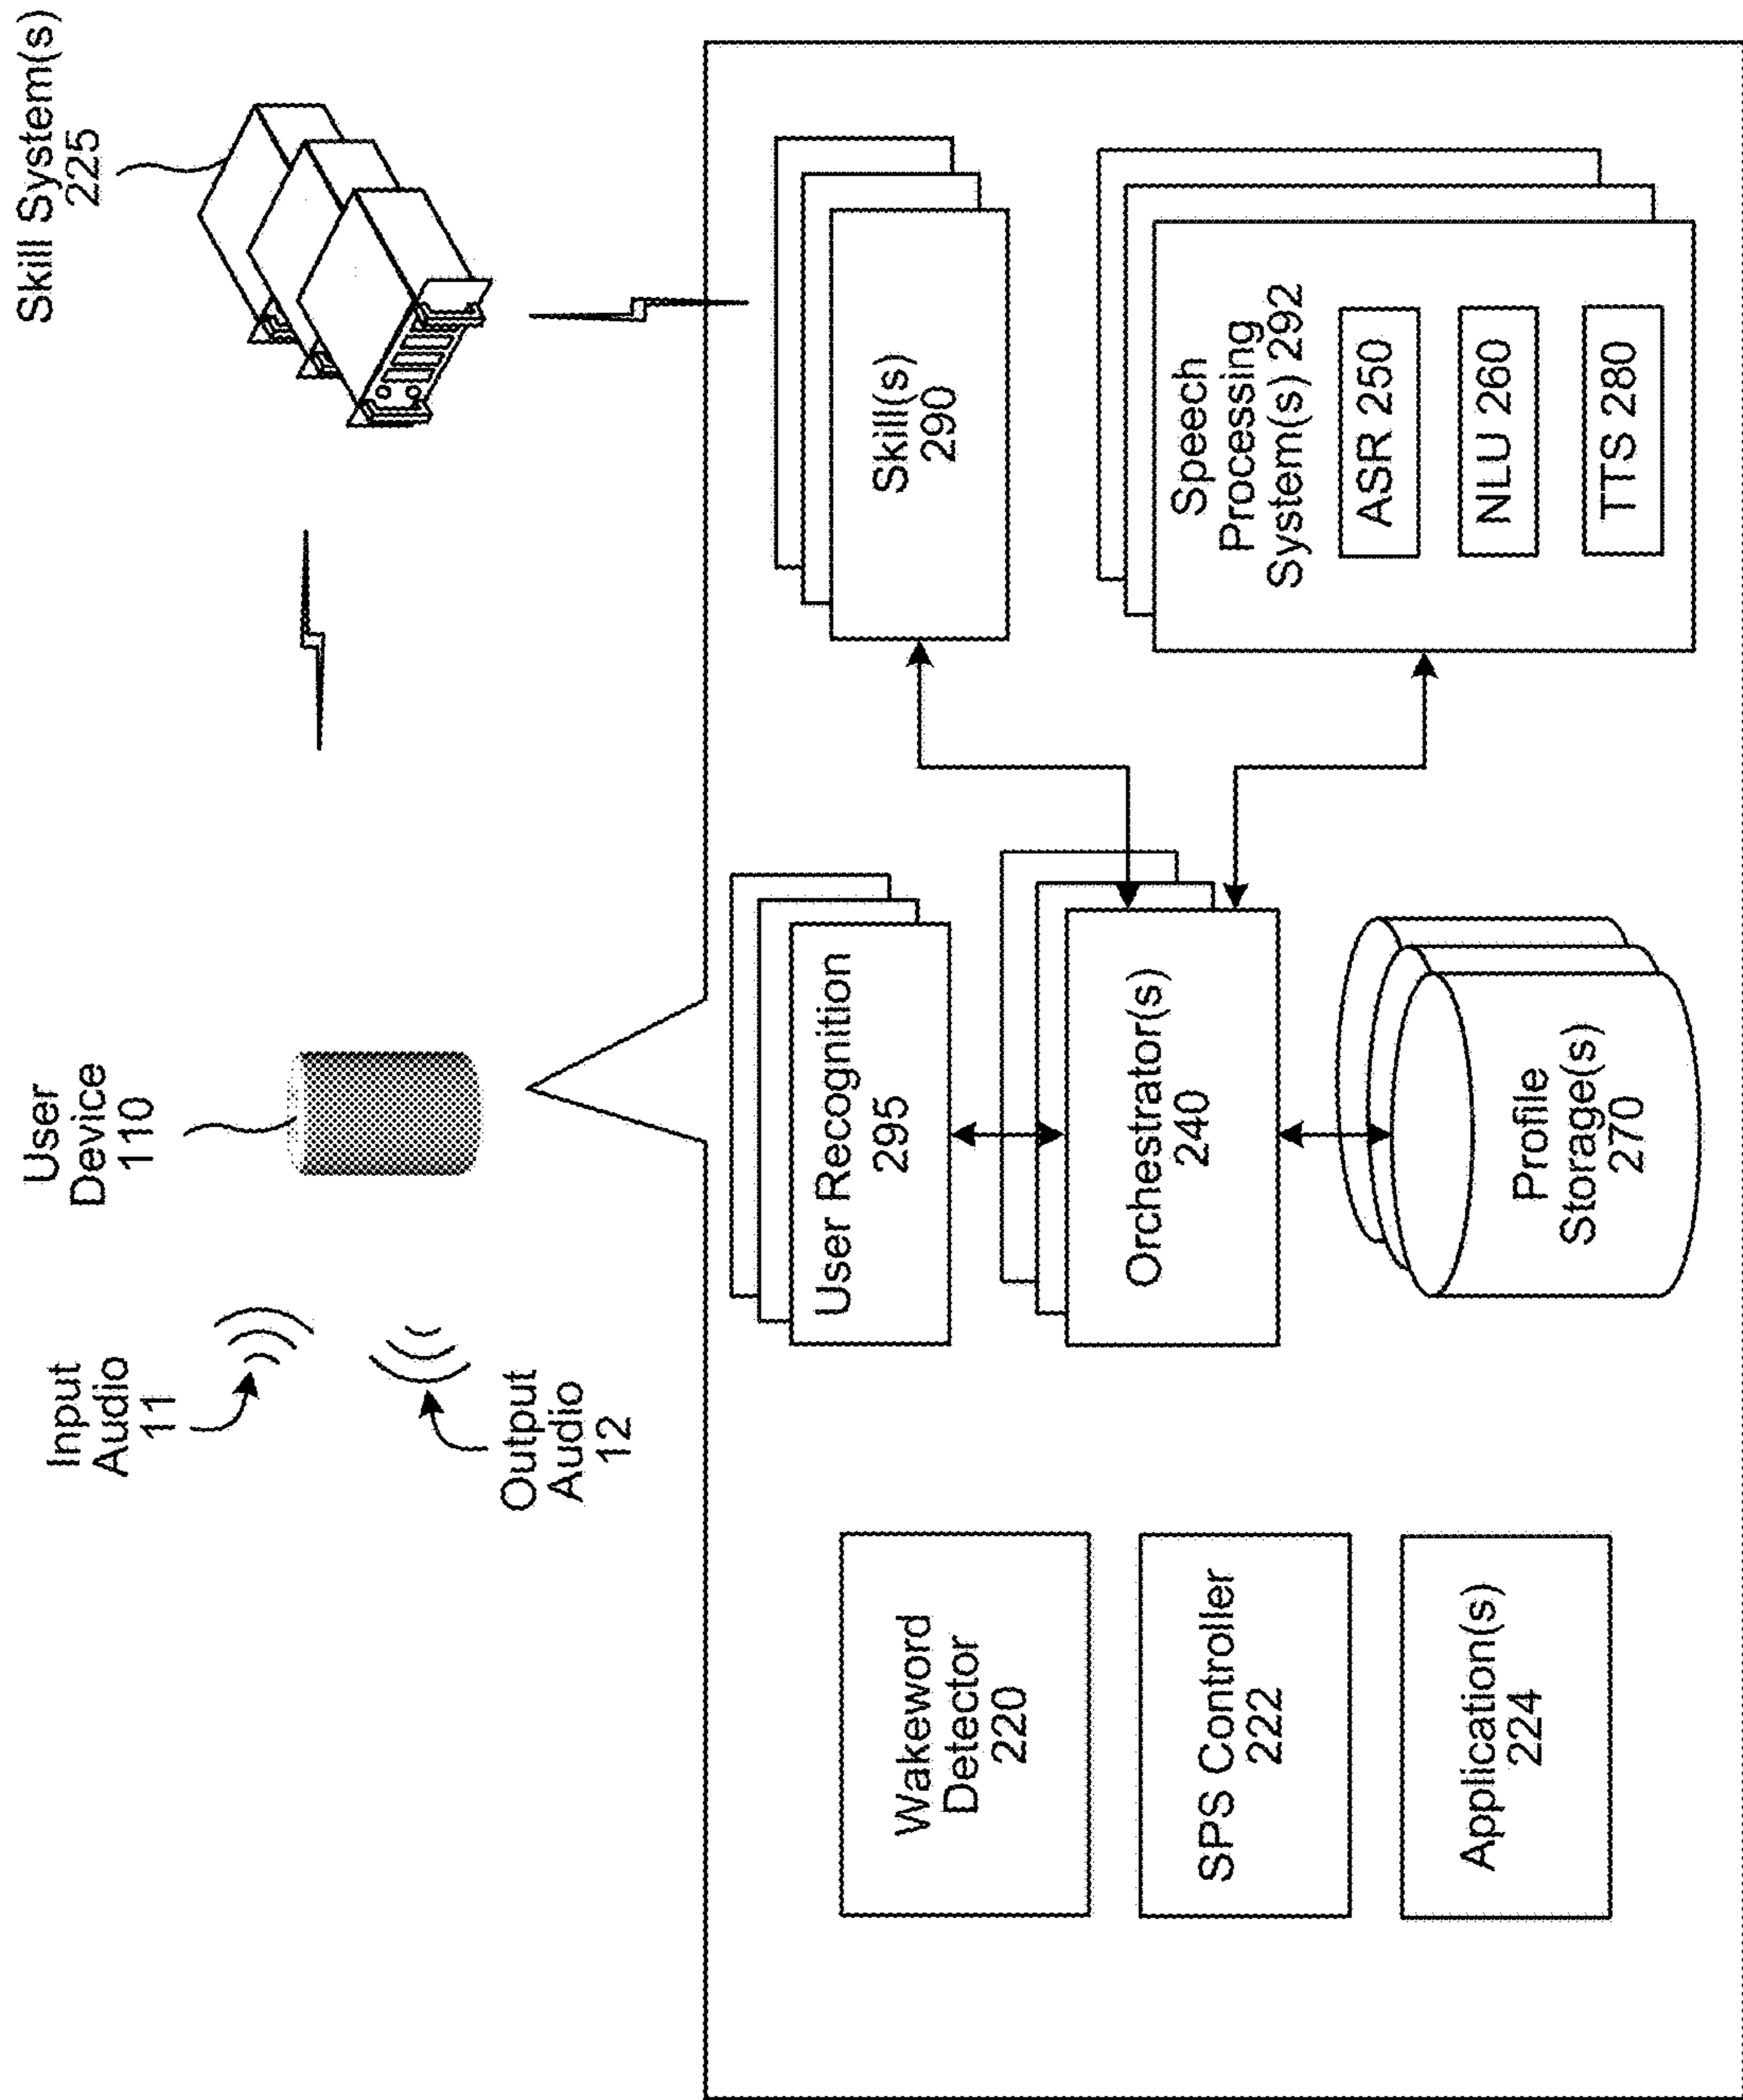 Input
Audio
11
Output
Audio
12
User
Device
110
Skill System(s)
225
Wakeword
Detector
220
SPS Controller
222
Application(s)
224
User Recognition
295
Orchestrator(s)
240
Profile
Storage(s)
270
Skill(s)
290
Speech
Processing
System(s) 292
ASR 250
NLU 260
TTS 280